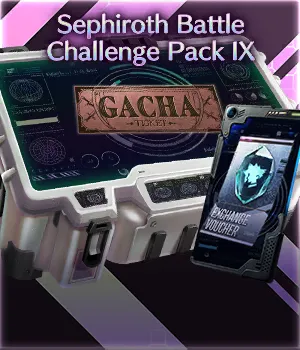 Sephiroth Battle
Challenge Pack IX
GACHA
TICKET
EXCHANGE
VOUCHER